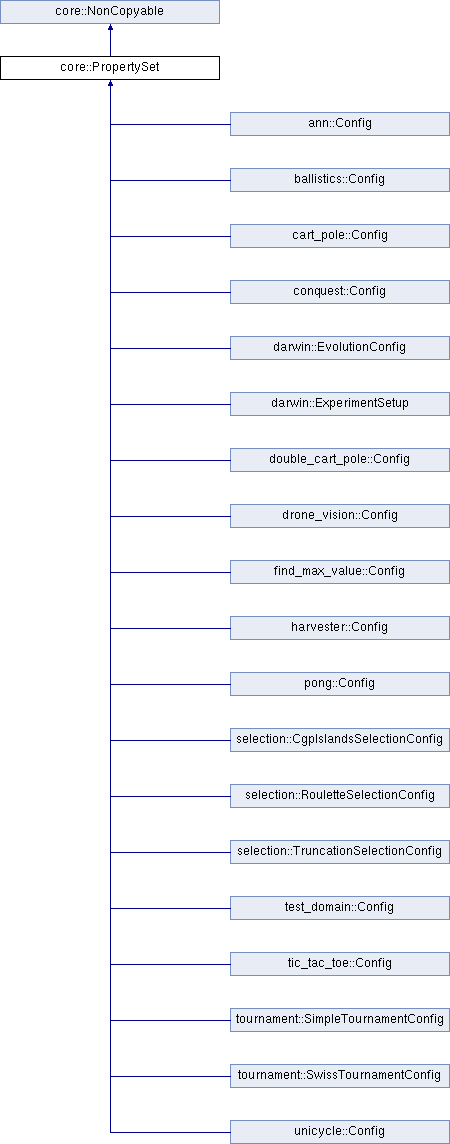 core::NonCopyable
core::PropertySet
ann::Config
ballistics::Config
cart_pole::Config
conquest::Config
darwin::EvolutionConfig
darwin::ExperimentSetup
double_cart_pole::Config
drone_vision::Config
find_max_value::Config
harvester::Config
pong::Config
selection::CgpIslandsSelectionConfig
selection::RouletteSelectionConfig
selection::TruncationSelectionConfig
test_domain::Config
tic_tac_toe::Config
tournament::SimpleTournamentConfig
tournament::SwissTournamentConfig
unicycle::Config